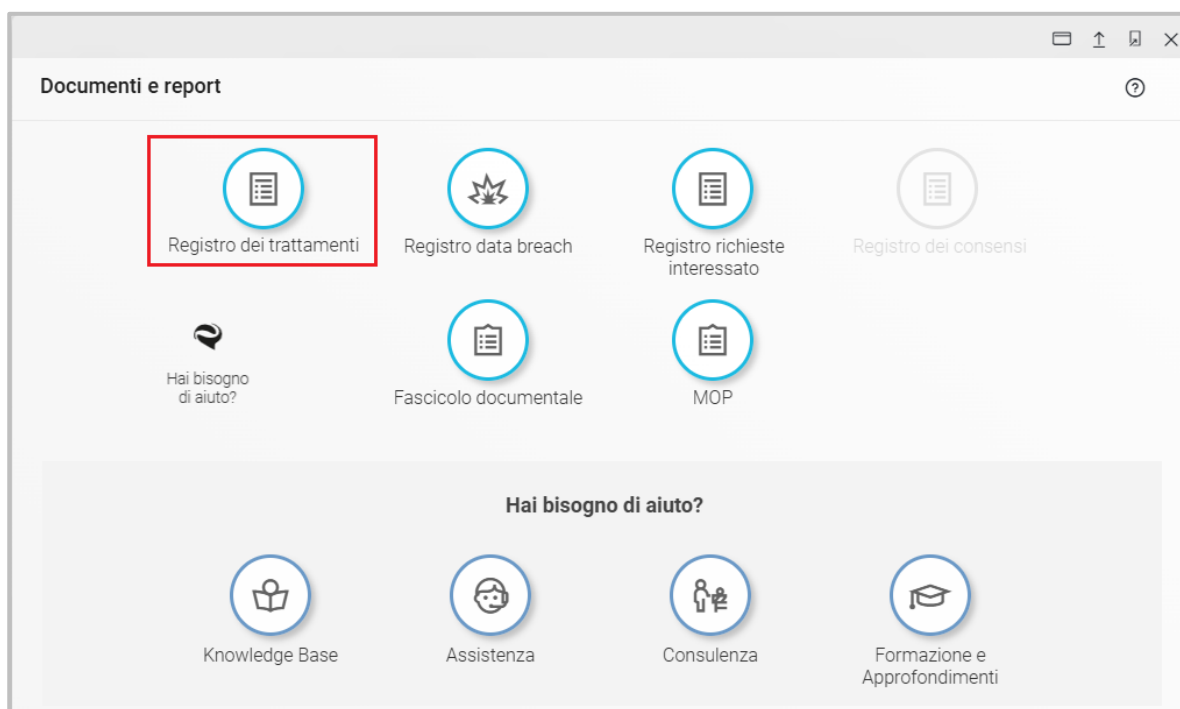 Documenti e report
Registro dei trattamenti
Registro data breach
Registro richieste
interessato
Registro dei consensi
Hai bisogno
di aiuto?
Fascicolo documentale
MOP
Hai bisogno di aiuto?
Knowledge Base
Assistenza
Consulenza
Formazione e
Approfondimenti